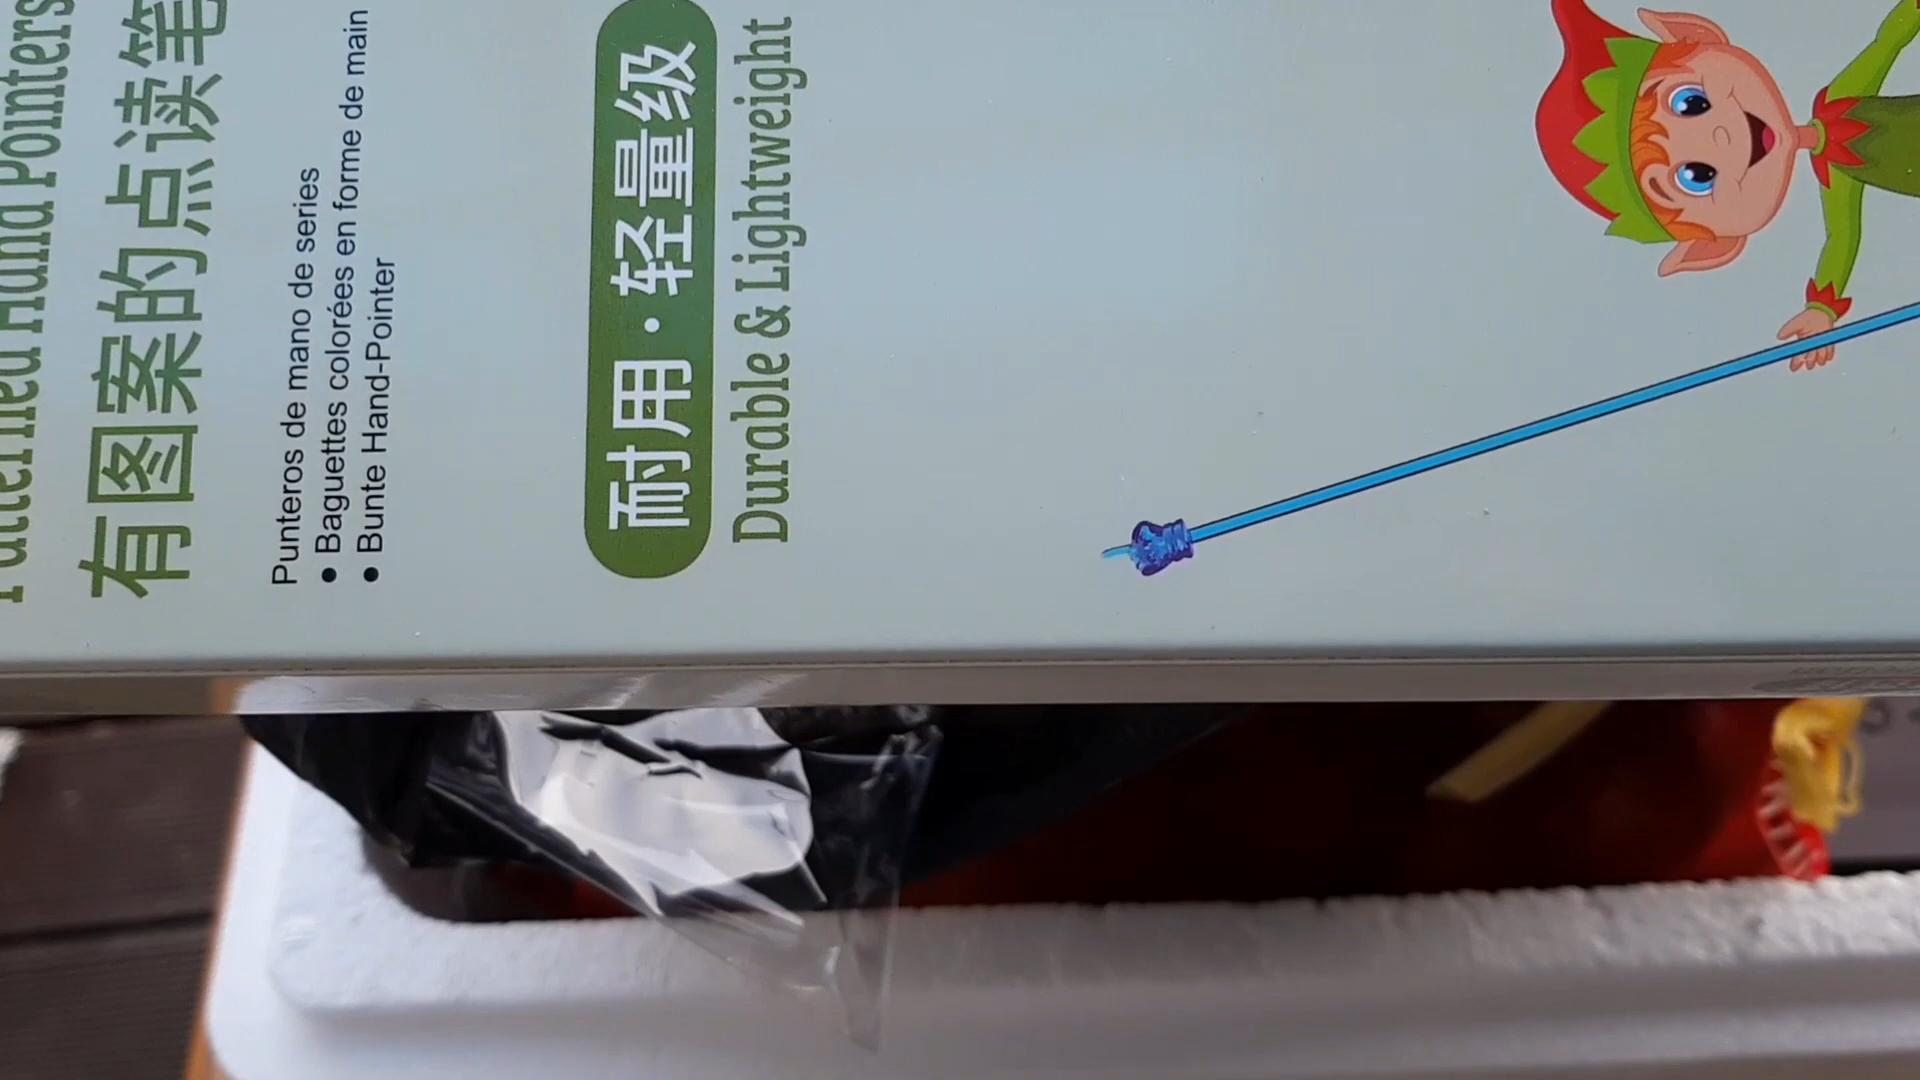 Patterned Hand Pointers
有图案的点读笔
Punteros de mano de series
• Baguettes colorées en forme de main
• Bunte Hand-Pointer
耐用·轻量级
Durable & Lightweight